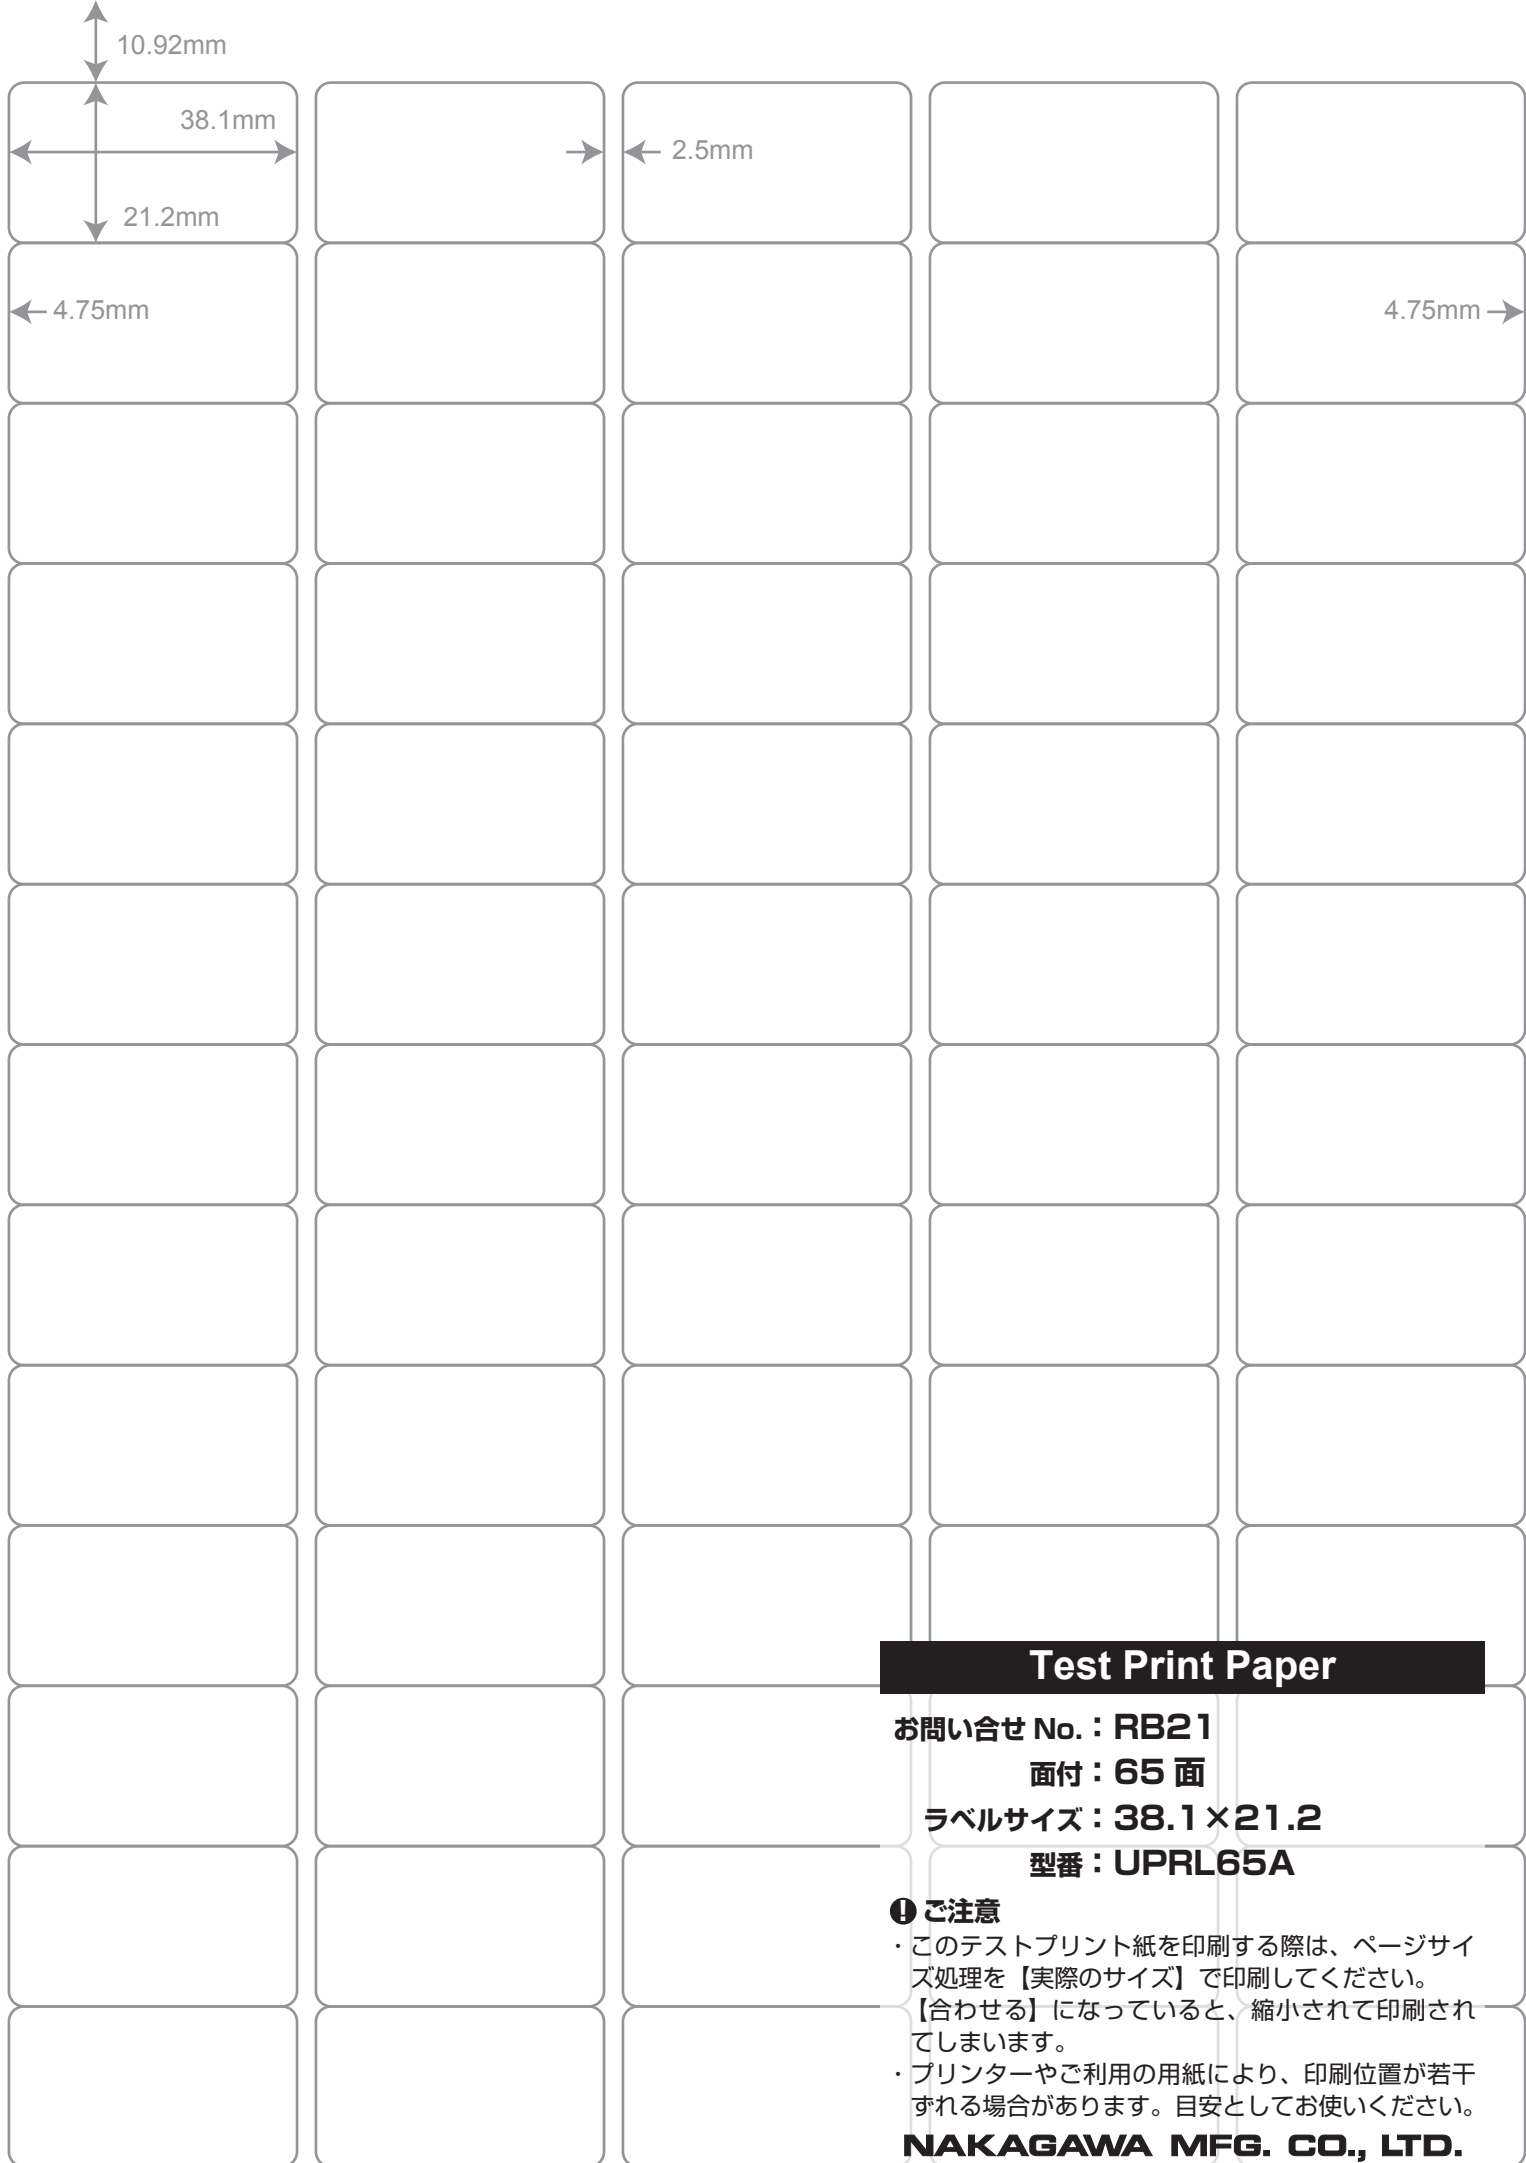 10.92mm
38.1mm
2.5mm
21.2mm
4.75mm
4.75mm
Test Print Paper
お問い合せ No.：RB21
面付：65 面
ラベルサイズ：38.1×21.2
型番：UPRL65A
ご注意
・このテストプリント紙を印刷する際は、ページサイ
ズ処理を【実際のサイズ】で印刷してください。
【合わせる】になっていると、縮小されて印刷され
てしまいます。
・プリンターやご利用の用紙により、印刷位置が若干
ずれる場合があります。目安としてお使いください。
NAKAGAWA MFG. CO., LTD.